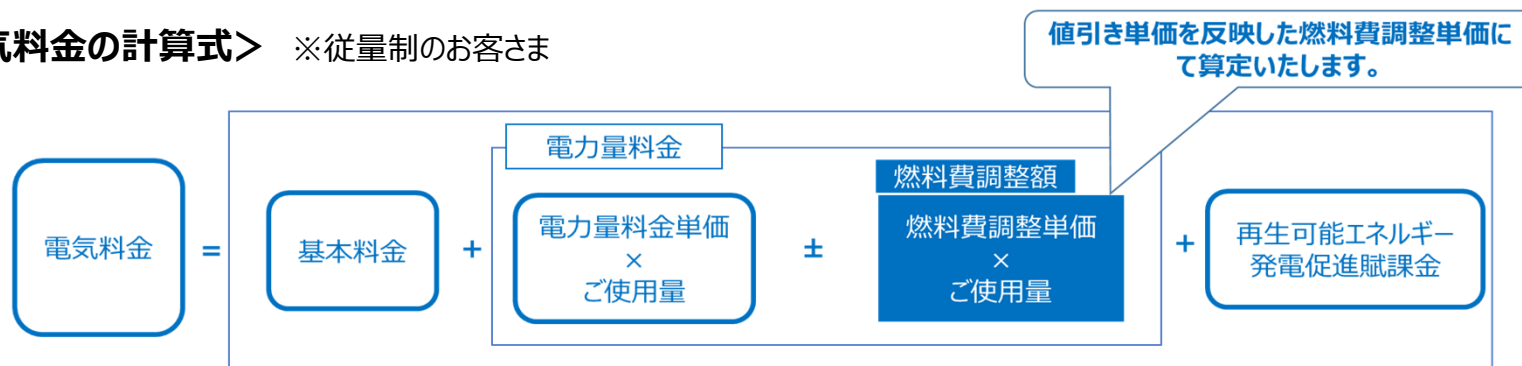 気料金の計算式＞ ※従量制のお客さま
値引き単価を反映した燃料費調整単価に
て算定いたします。
電力量料金
燃料費調整額
電気料金 ＝ 基本料金 ＋
電力量料金単価
×
ご使用量
±
燃料費調整単価
×
ご使用量
＋
再生可能エネルギー
発電促進賦課金